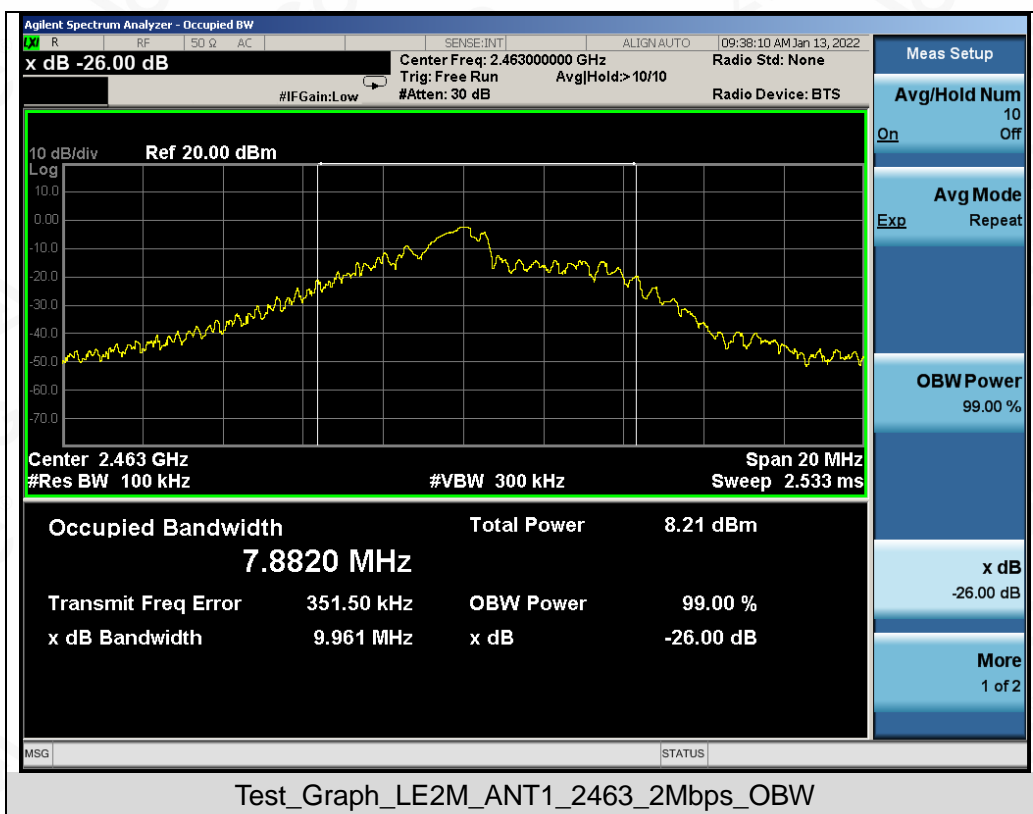 Agilent Spectrum Analyzer - Occupied BW
LXI R RF 50 Ω AC SENSE:INT ALIGN AUTO 09:38:10 AM Jan 13, 2022
x dB -26.00 dB
Center Freq: 2.463000000 GHz
Radio Std: None
Trig: Free Run Avg|Hold:>10/10
#IFGain:Low #Atten: 30 dB Radio Device: BTS
10 dB/div Ref 20.00 dBm
Log
10.0
0.00
-10.0
-20.0
-30.0
-40.0
-50.0
-60.0
-70.0
Center 2.463 GHz Span 20 MHz
#Res BW 100 kHz #VBW 300 kHz Sweep 2.533 ms
Occupied Bandwidth Total Power 8.21 dBm
7.8820 MHz
Transmit Freq Error 351.50 kHz OBW Power 99.00 %
x dB Bandwidth 9.961 MHz x dB -26.00 dB
MSG STATUS
Meas Setup
Avg/Hold Num
10
On Off
Avg Mode
Exp Repeat
OBW Power
99.00 %
x dB
-26.00 dB
More
1 of 2
Test_Graph_LE2M_ANT1_2463_2Mbps_OBW